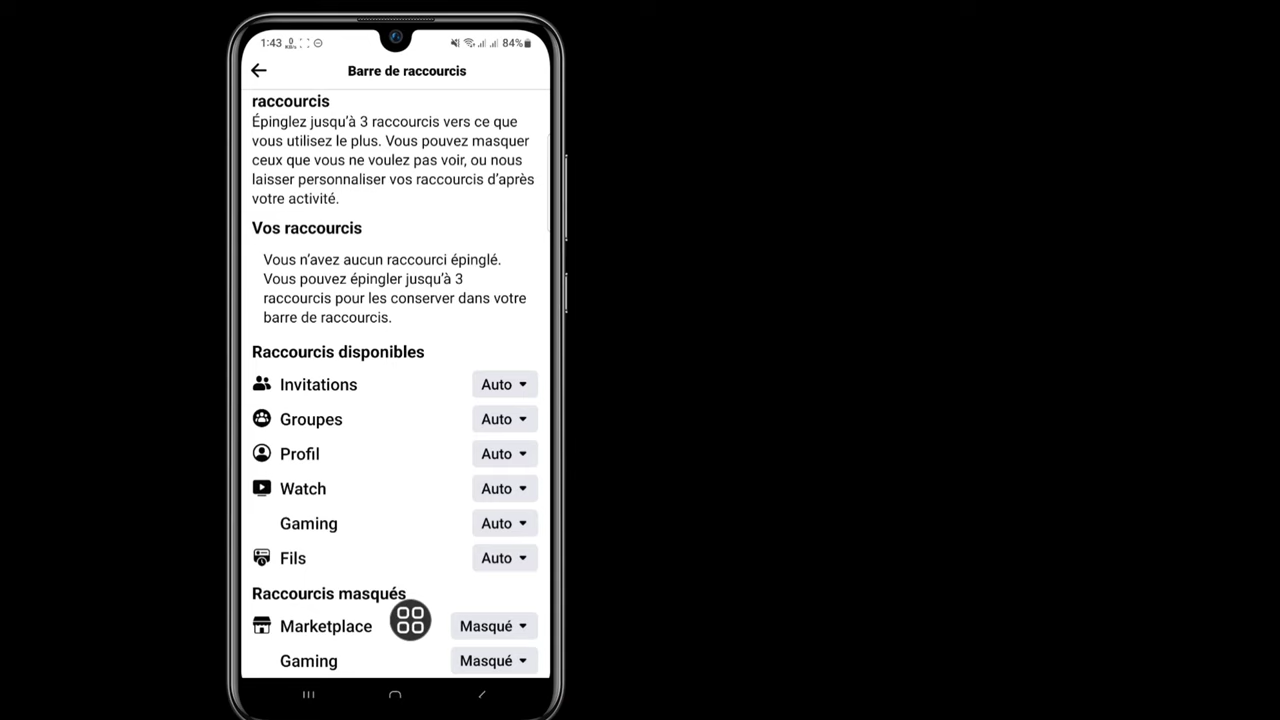 1:43 0 KB/s 84%
Barre de raccourcis
raccourcis
Épinglez jusqu'à 3 raccourcis vers ce que
vous utilisez le plus. Vous pouvez masquer
ceux que vous ne voulez pas voir, ou nous
laisser personnaliser vos raccourcis d'après
votre activité.
Vos raccourcis
Vous n'avez aucun raccourci épinglé.
Vous pouvez épingler jusqu'à 3
raccourcis pour les conserver dans votre
barre de raccourcis.
Raccourcis disponibles
Invitations Auto
Groupes Auto
Profil Auto
Watch Auto
Gaming Auto
Fils Auto
Raccourcis masqués
Marketplace Masqué
Gaming Masqué